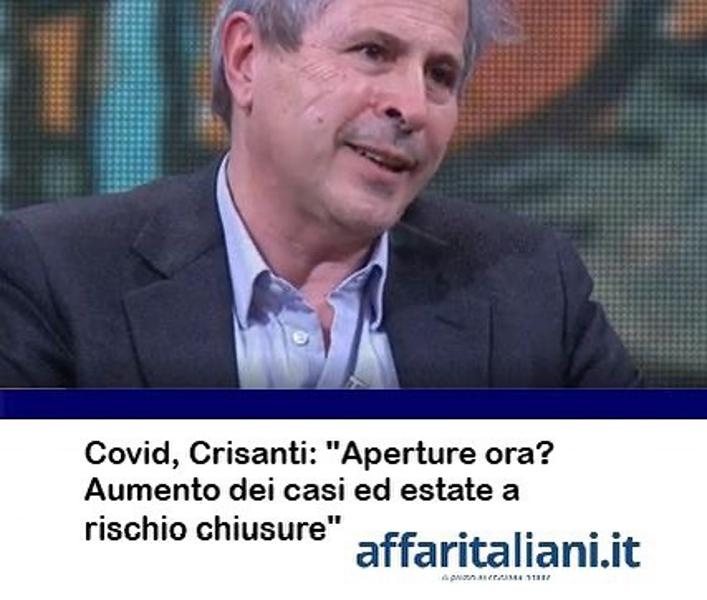 Covid, Crisanti: "Aperture ora?
Aumento dei casi ed estate a
rischio chiusure"
affaritaliani.it